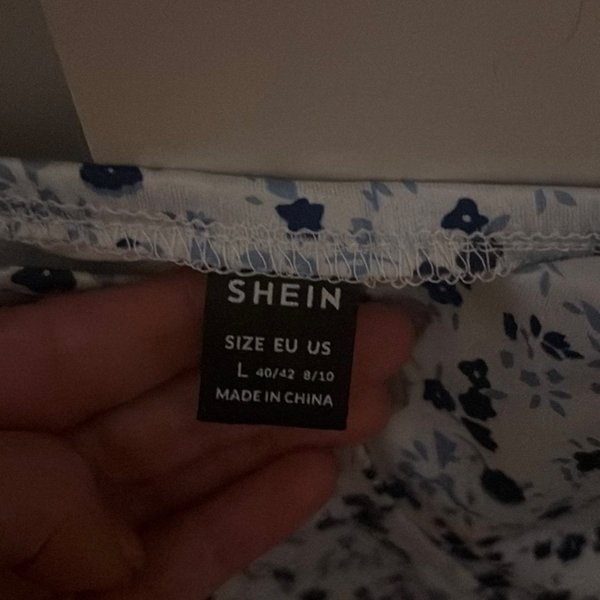 SHEIN
SIZE EU US
L 40/42 8/10
MADE IN CHINA